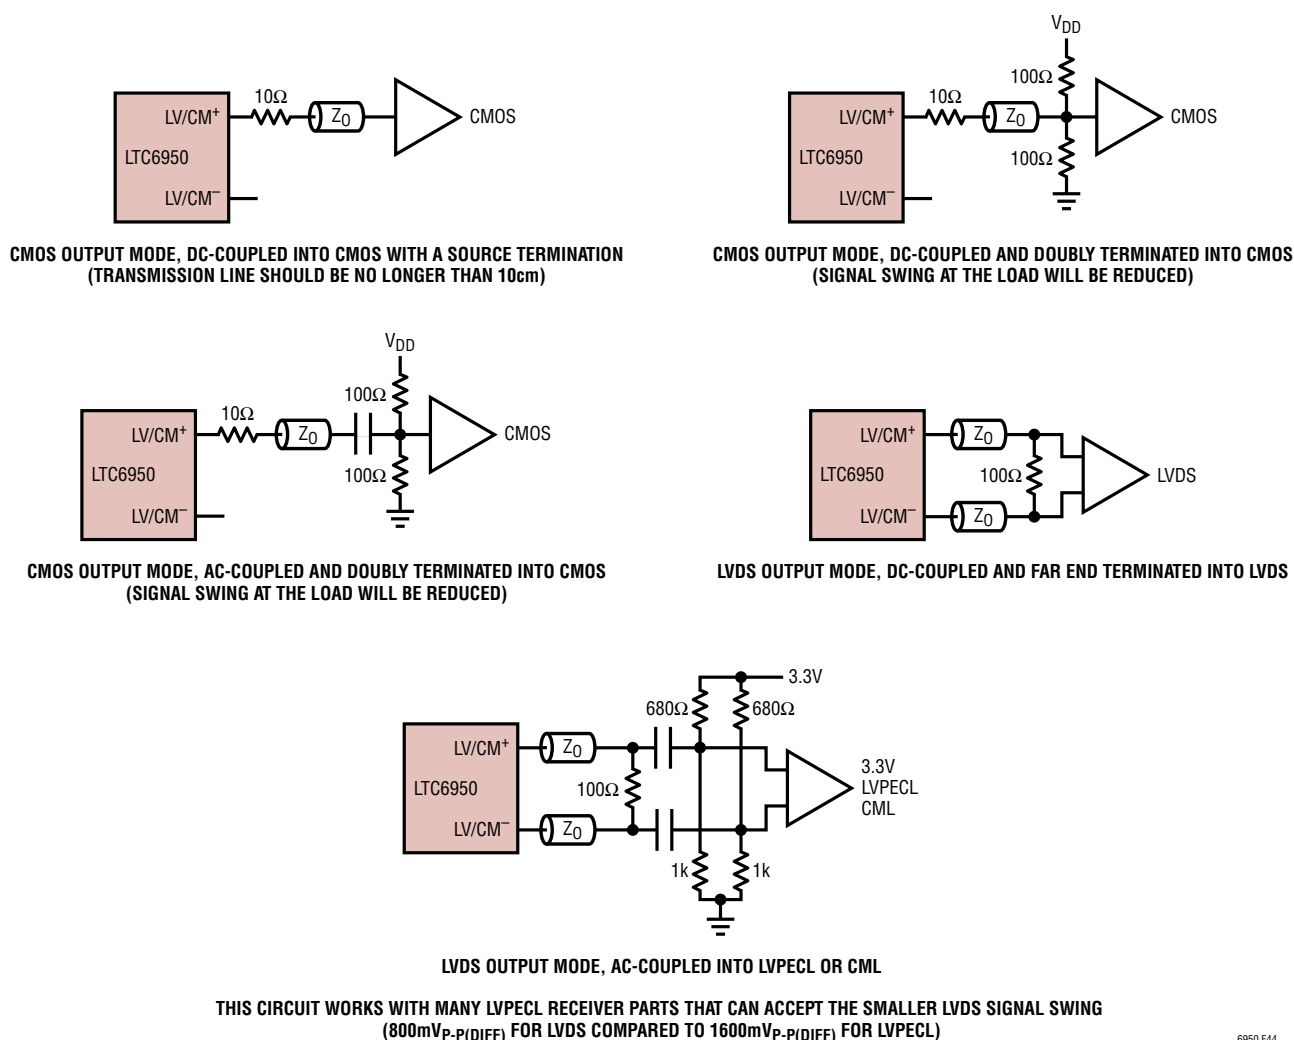 10Ω
LV/CM+
Z0
CMOS
LTC6950
LV/CM–
CMOS OUTPUT MODE, DC-COUPLED INTO CMOS WITH A SOURCE TERMINATION
(TRANSMISSION LINE SHOULD BE NO LONGER THAN 10cm)
VDD
100Ω
10Ω
LV/CM+
Z0
CMOS
LTC6950
100Ω
LV/CM–
CMOS OUTPUT MODE, DC-COUPLED AND DOUBLY TERMINATED INTO CMOS
(SIGNAL SWING AT THE LOAD WILL BE REDUCED)
VDD
100Ω
10Ω
LV/CM+
Z0
CMOS
LTC6950
100Ω
LV/CM–
CMOS OUTPUT MODE, AC-COUPLED AND DOUBLY TERMINATED INTO CMOS
(SIGNAL SWING AT THE LOAD WILL BE REDUCED)
LV/CM+
Z0
LTC6950
100Ω
LVDS
LV/CM–
Z0
LVDS OUTPUT MODE, DC-COUPLED AND FAR END TERMINATED INTO LVDS
3.3V
680Ω
680Ω
LV/CM+
Z0
LTC6950
100Ω
3.3V
LVPECL
CML
LV/CM–
Z0
1k
1k
LVDS OUTPUT MODE, AC-COUPLED INTO LVPECL OR CML
THIS CIRCUIT WORKS WITH MANY LVPECL RECEIVER PARTS THAT CAN ACCEPT THE SMALLER LVDS SIGNAL SWING
(800mVP-P(DIFF) FOR LVDS COMPARED TO 1600mVP-P(DIFF) FOR LVPECL)
6950 F44